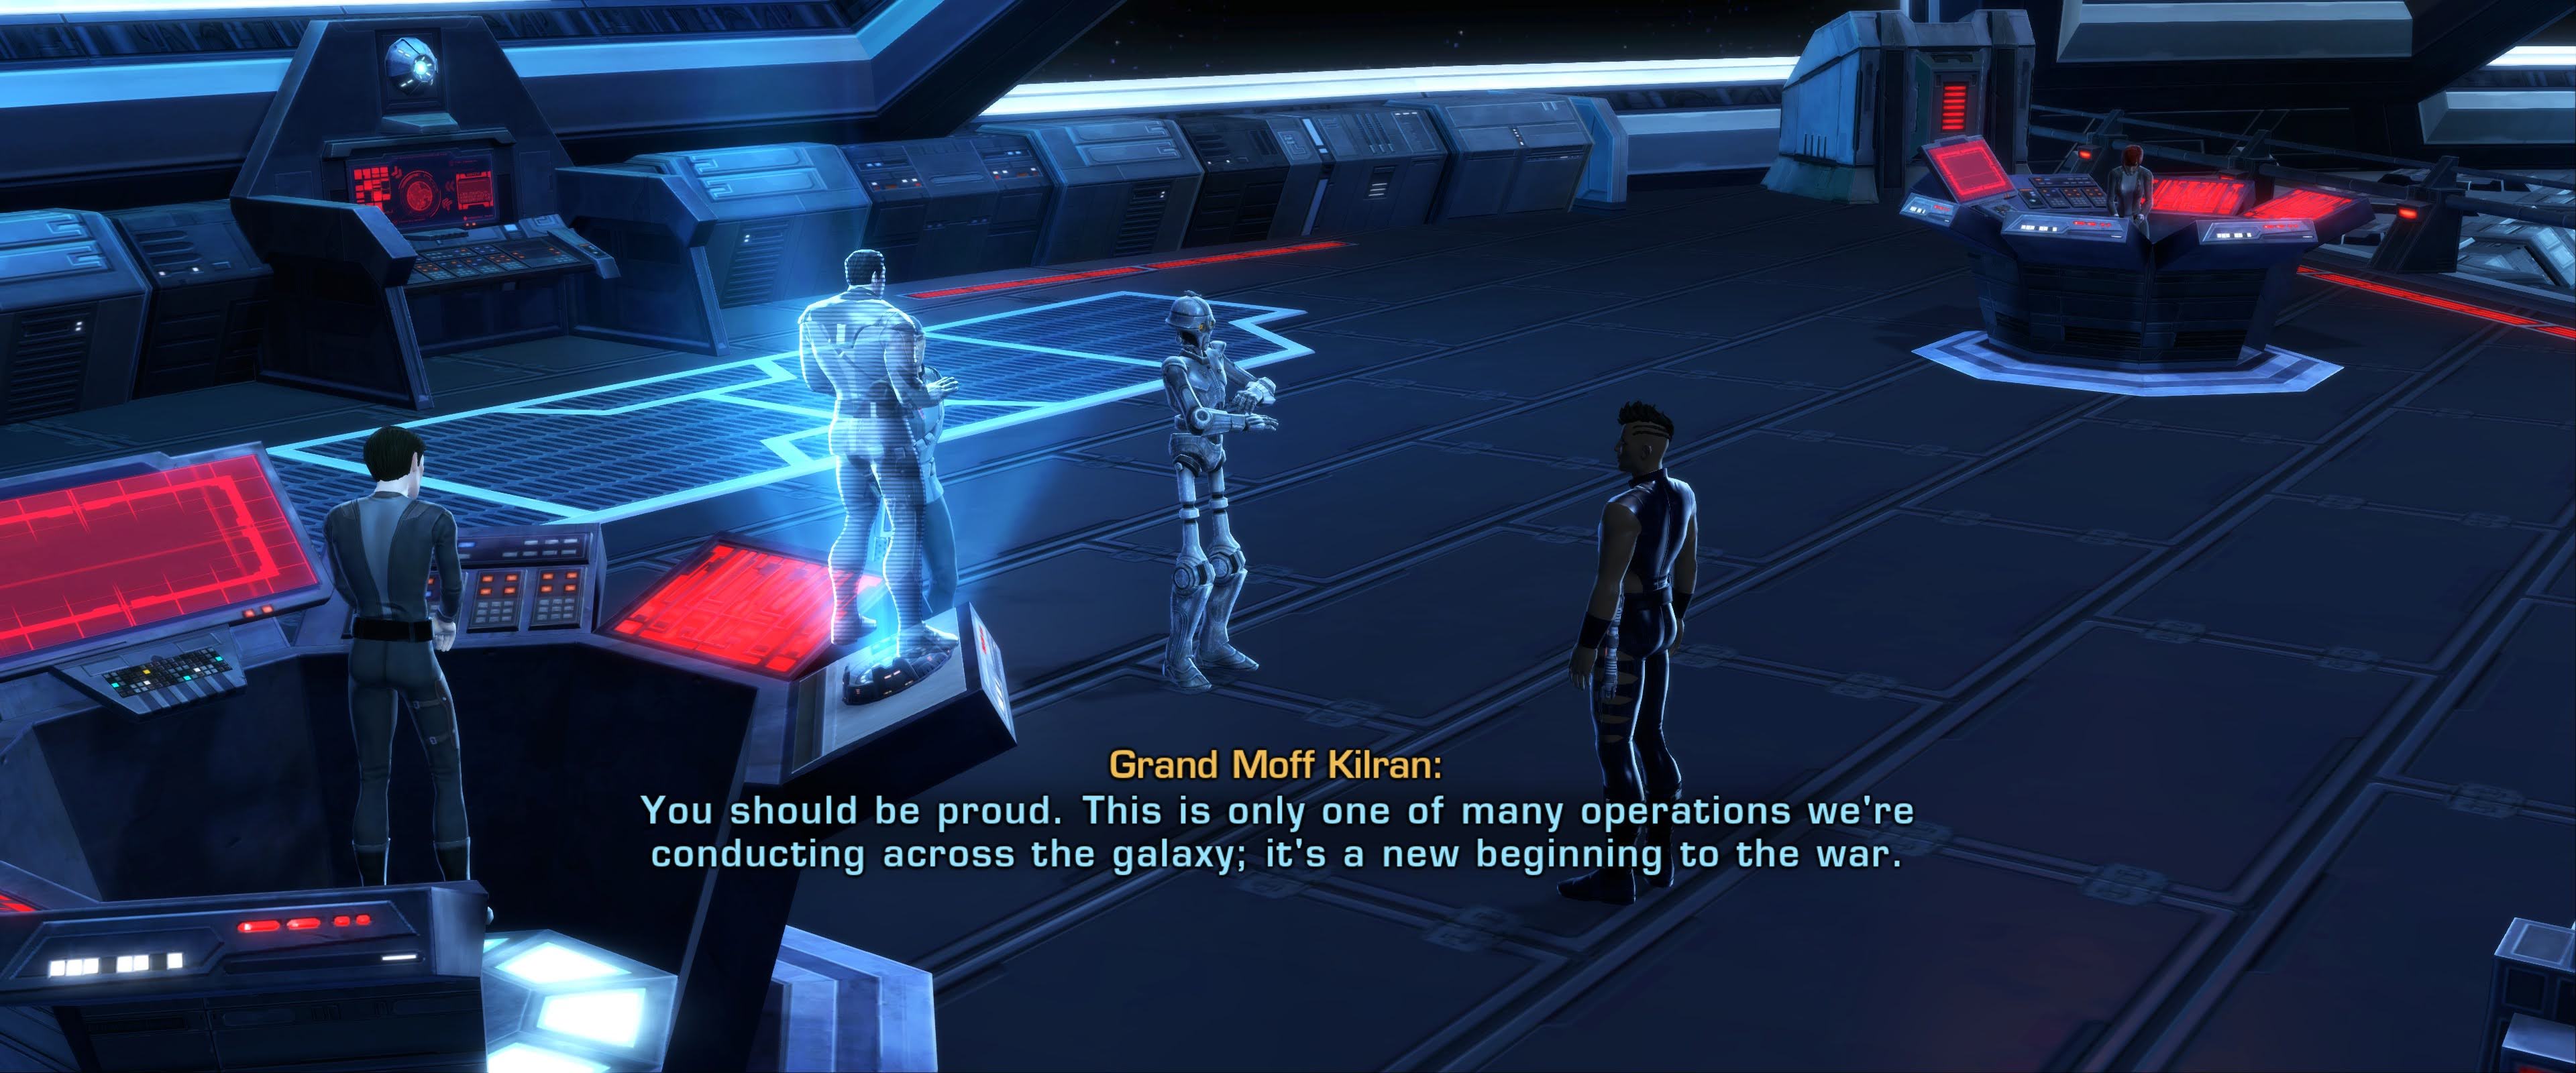 Grand Moff Kilran:
You should be proud. This is only one of many operations we're
conducting across the galaxy; it's a new beginning to the war.